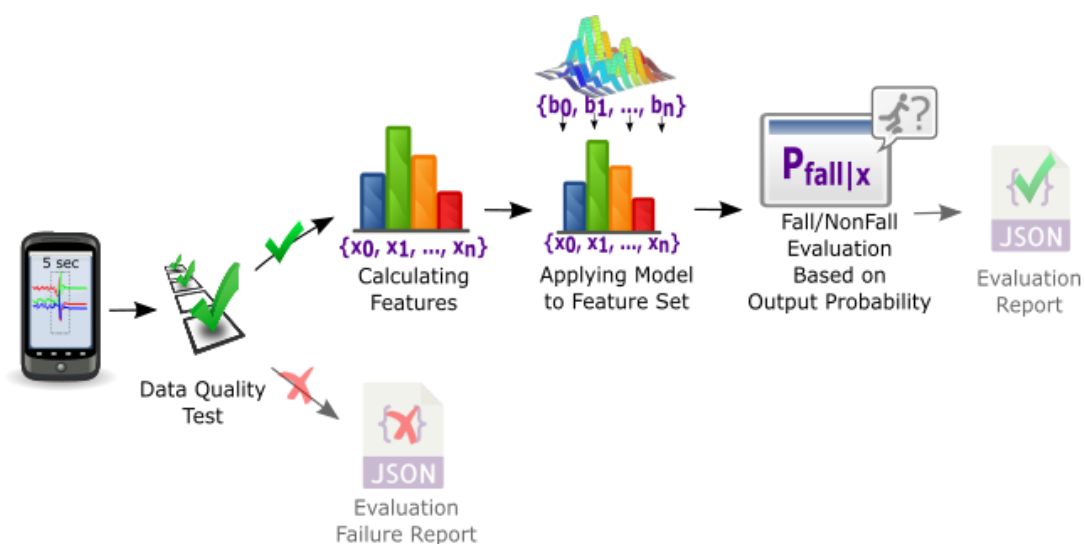 5 sec
Data Quality
Test
{x0, x1, ..., xn}
Calculating
Features
{b0, b1, ..., bn}
{x0, x1, ..., xn}
Applying Model
to Feature Set
?
Pfall|x
Fall/NonFall
Evaluation
Based on
Output Probability
{}
JSON
Evaluation
Report
{}
JSON
Evaluation
Failure Report